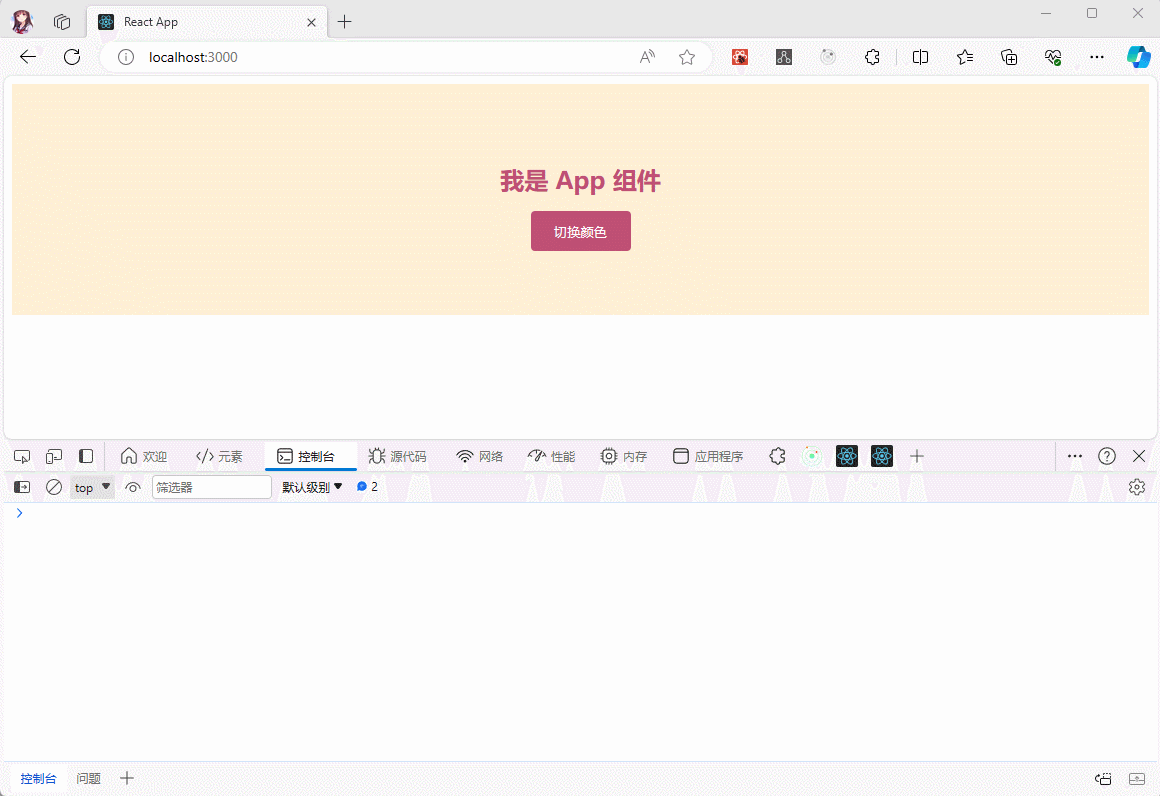 React App
localhost:3000
我是 App 组件
切换颜色
欢迎
元素
控制台
源代码
网络
性能
内存
应用程序
top
筛选器
默认级别
2
控制台
问题